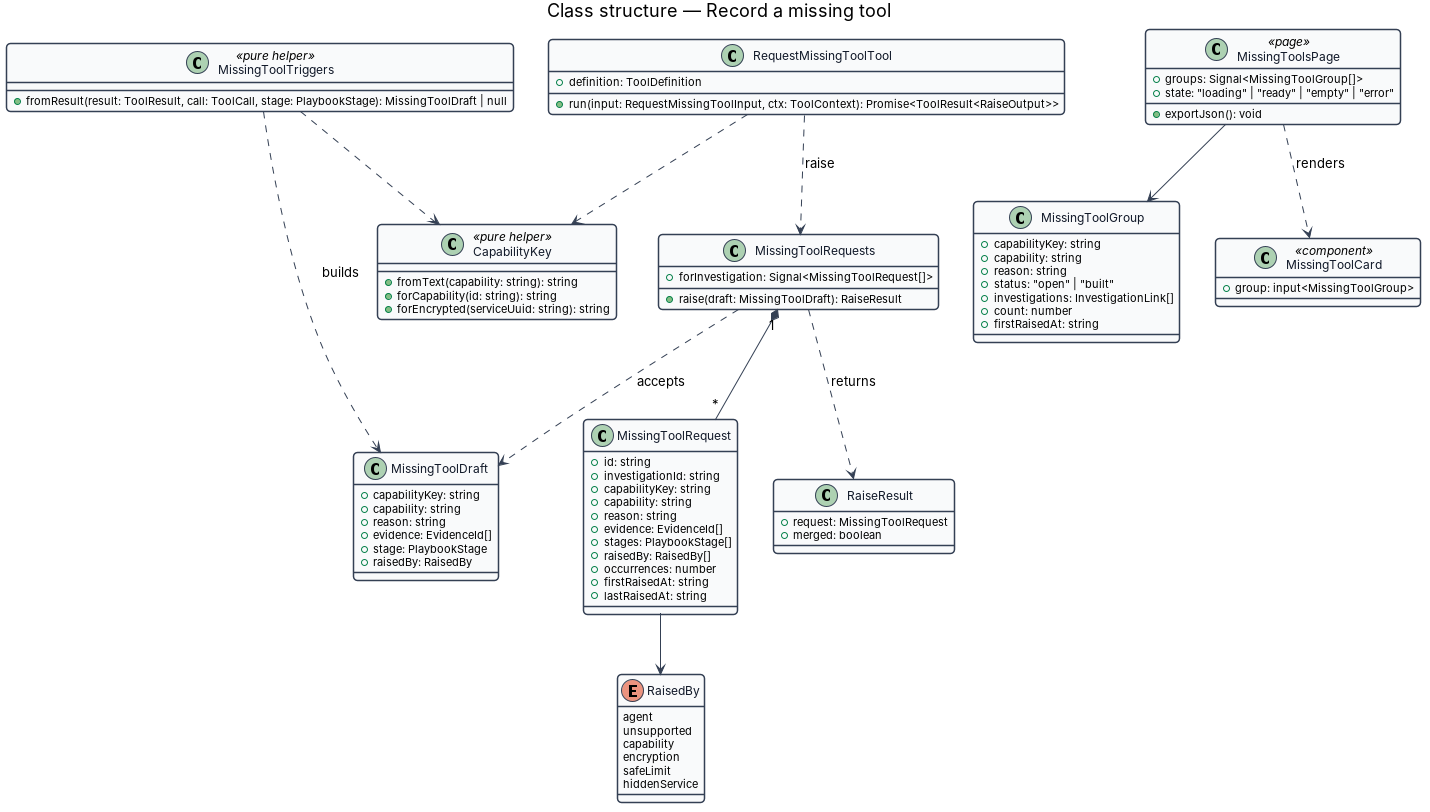 Class structure — Record a missing tool
C
«pure helper»
MissingToolTriggers
fromResult(result: ToolResult, call: ToolCall, stage: PlaybookStage): MissingToolDraft | null
C
RequestMissingToolTool
definition: ToolDefinition
run(input: RequestMissingToolInput, ctx: ToolContext): Promise<ToolResult<RaiseOutput>>
C
«page»
MissingToolsPage
groups: Signal<MissingToolGroup[]>
state: "loading" | "ready" | "empty" | "error"
exportJson(): void
raise
renders
builds
C
«pure helper»
CapabilityKey
fromText(capability: string): string
forCapability(id: string): string
forEncrypted(serviceUuid: string): string
C
MissingToolRequests
forInvestigation: Signal<MissingToolRequest[]>
raise(draft: MissingToolDraft): RaiseResult
C
MissingToolGroup
capabilityKey: string
capability: string
reason: string
status: "open" | "built"
investigations: InvestigationLink[]
count: number
firstRaisedAt: string
C
«component»
MissingToolCard
group: input<MissingToolGroup>
1
accepts
returns
*
C
MissingToolDraft
capabilityKey: string
capability: string
reason: string
evidence: EvidenceId[]
stage: PlaybookStage
raisedBy: RaisedBy
C
MissingToolRequest
id: string
investigationId: string
capabilityKey: string
capability: string
reason: string
evidence: EvidenceId[]
stages: PlaybookStage[]
raisedBy: RaisedBy[]
occurrences: number
firstRaisedAt: string
lastRaisedAt: string
C
RaiseResult
request: MissingToolRequest
merged: boolean
E
RaisedBy
agent
unsupported
capability
encryption
safeLimit
hiddenService